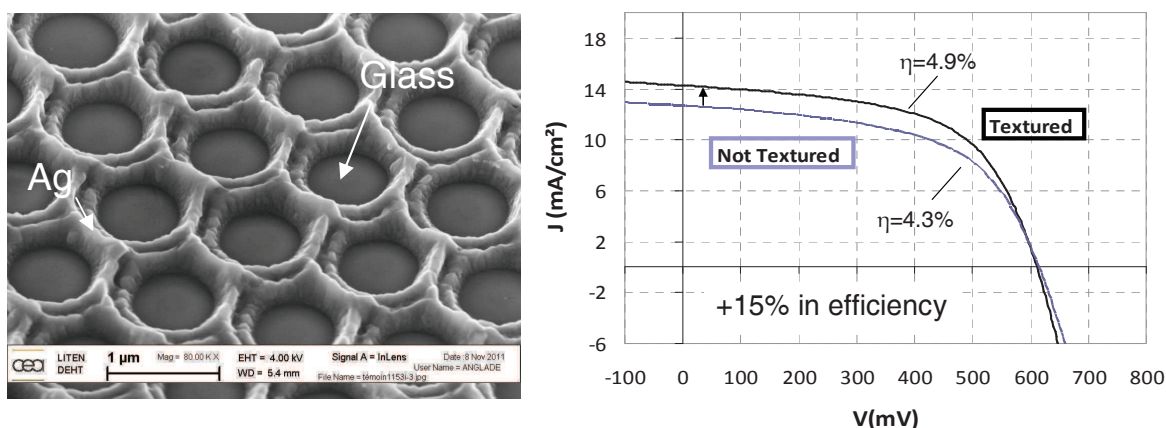 Glass
Ag
cea
LITEN
DEHT
1 µm
Mag = 80.00 K X
EHT = 4.00 kV
WD = 5.4 mm
Signal A = InLens
File Name = témoin1153i-3.jpg
Date :8 Nov 2011
User Name = ANGLADE
18
14
10
6
2
-2
-6
J (mA/cm²)
η=4.9%
Textured
Not Textured
η=4.3%
+15% in efficiency
-100 0 100 200 300 400 500 600 700 800
V(mV)